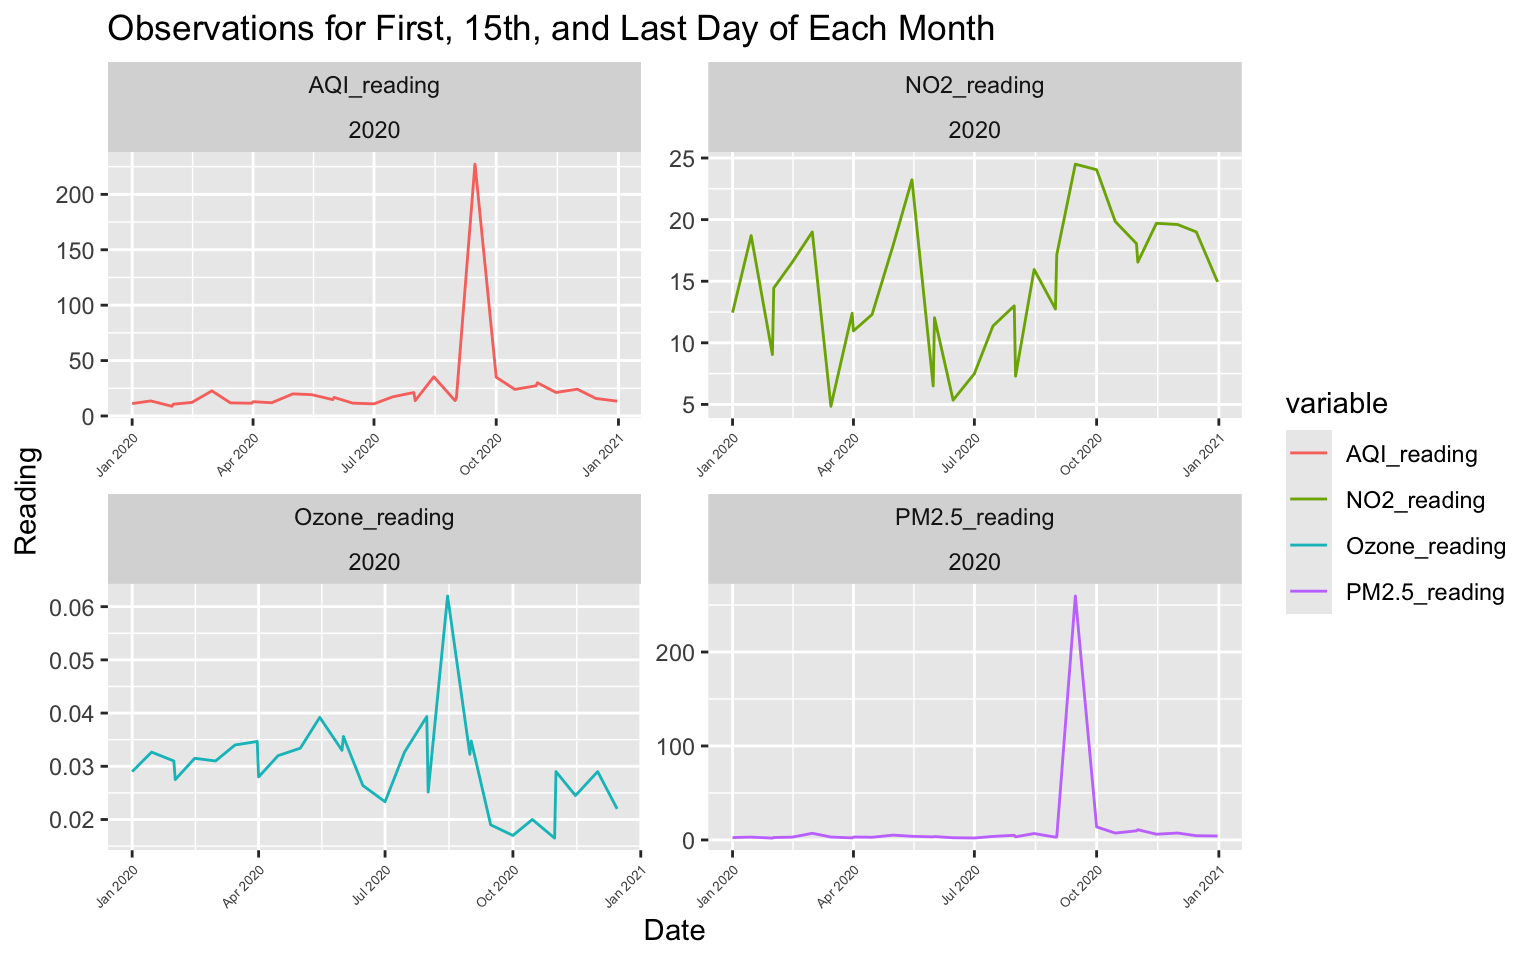 Observations for First, 15th, and Last Day of Each Month
AQI_reading
2020
200
150
100
50
0
Jan 2020
Apr 2020
Jul 2020
Oct 2020
Jan 2021
NO2_reading
2020
25
20
15
10
5
Jan 2020
Apr 2020
Jul 2020
Oct 2020
Jan 2021
Reading
Ozone_reading
2020
0.06
0.05
0.04
0.03
0.02
Jan 2020
Apr 2020
Jul 2020
Oct 2020
Jan 2021
PM2.5_reading
2020
200
100
0
Jan 2020
Apr 2020
Jul 2020
Oct 2020
Jan 2021
Date
variable
AQI_reading
NO2_reading
Ozone_reading
PM2.5_reading